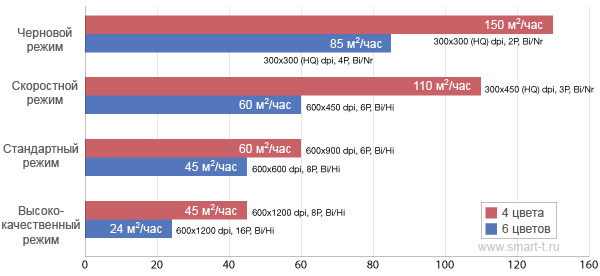 Черновой
режим
150 м²/час
300x300 (HQ) dpi, 2P, Bi/Nr
85 м²/час
300x300 (HQ) dpi, 4P, Bi/Nr
Скоростной
режим
110 м²/час
300x450 (HQ) dpi, 3P, Bi/Nr
60 м²/час
600x450 dpi, 6P, Bi/Hi
Стандартный
режим
60 м²/час
600x900 dpi, 6P, Bi/Hi
45 м²/час
600x600 dpi, 8P, Bi/Hi
Высоко-
качественный
режим
45 м²/час
600x1200 dpi, 8P, Bi/Hi
24 м²/час
600x1200 dpi, 16P, Bi/Hi
4 цвета
6 цветов
www.smart-t.ru
0 20 40 60 80 100 120 140 160